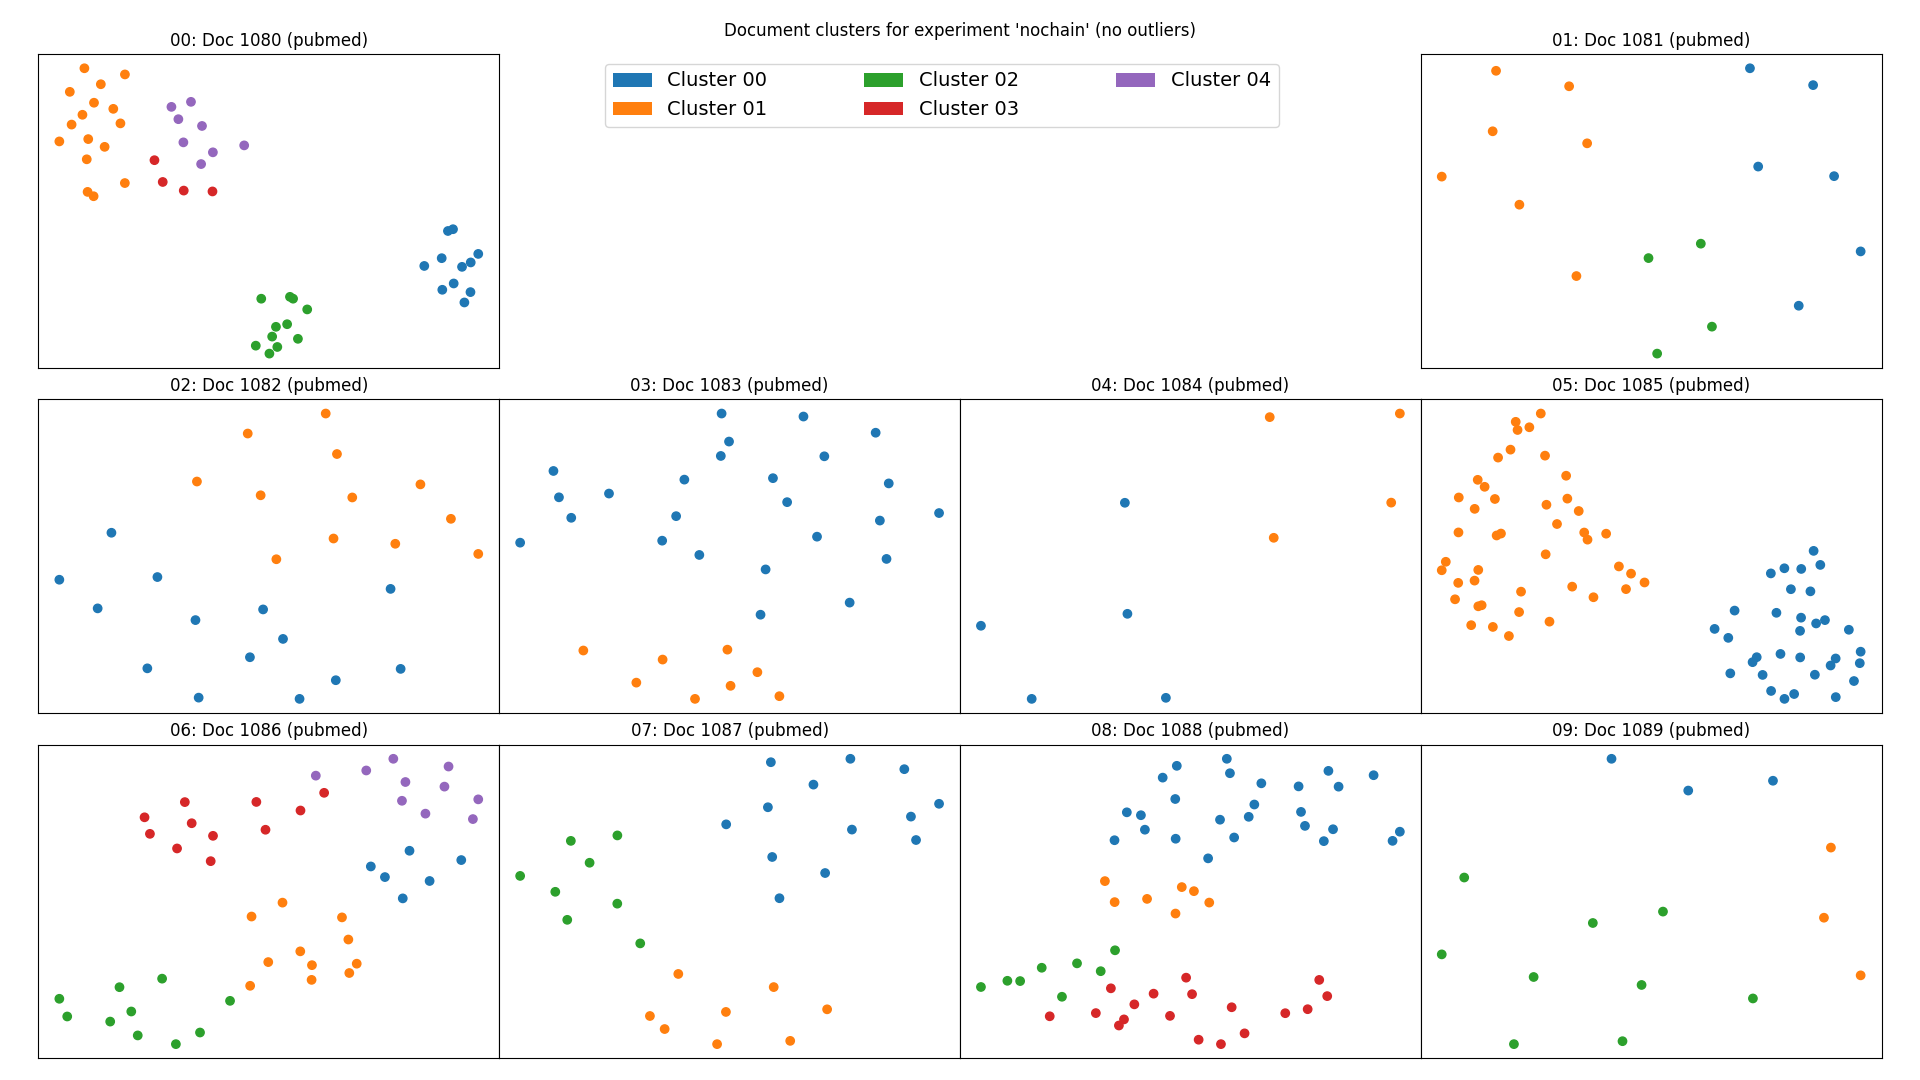 Document clusters for experiment 'nochain' (no outliers)
00: Doc 1080 (pubmed)
01: Doc 1081 (pubmed)
Cluster 00
Cluster 02
Cluster 04
Cluster 01
Cluster 03
02: Doc 1082 (pubmed)
03: Doc 1083 (pubmed)
04: Doc 1084 (pubmed)
05: Doc 1085 (pubmed)
06: Doc 1086 (pubmed)
07: Doc 1087 (pubmed)
08: Doc 1088 (pubmed)
09: Doc 1089 (pubmed)